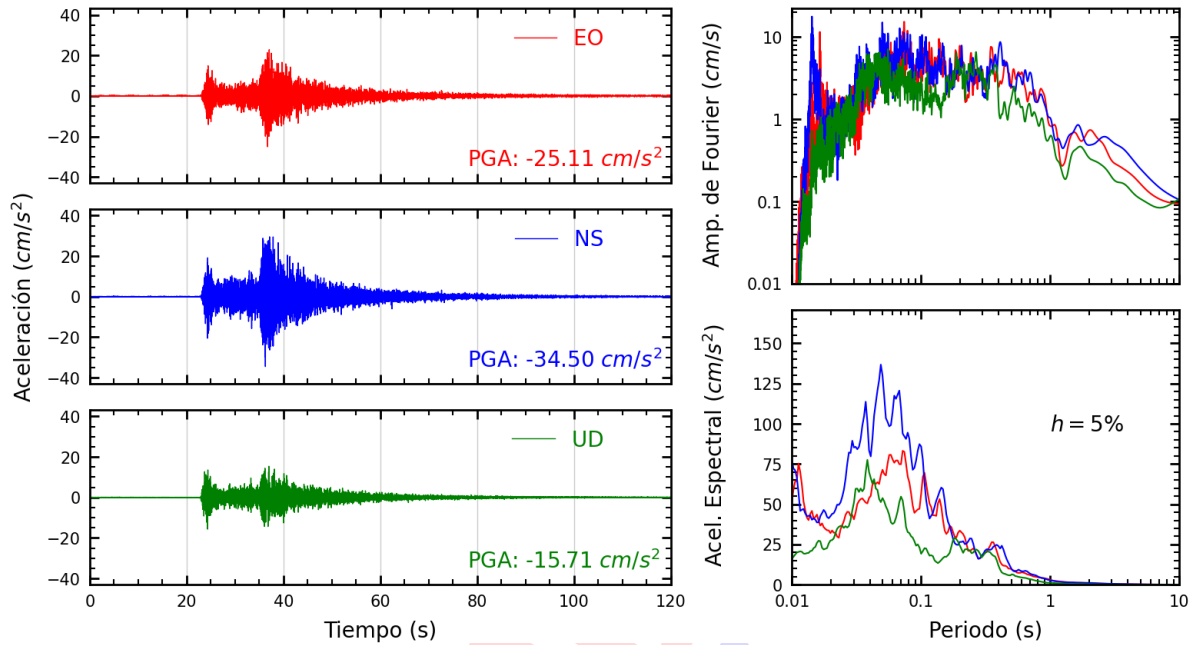 Aceleración (cm/s²)
40
20
0
−20
−40
EO
PGA: -25.11 cm/s²
40
20
0
−20
−40
NS
PGA: -34.50 cm/s²
40
20
0
−20
−40
UD
PGA: -15.71 cm/s²
0 20 40 60 80 100 120
Tiempo (s)
Amp. de Fourier (cm/s)
10
1
0.1
0.01
Acel. Espectral (cm/s²)
150
125
100
75
50
25
0
h = 5%
0.01 0.1 1 10
Periodo (s)